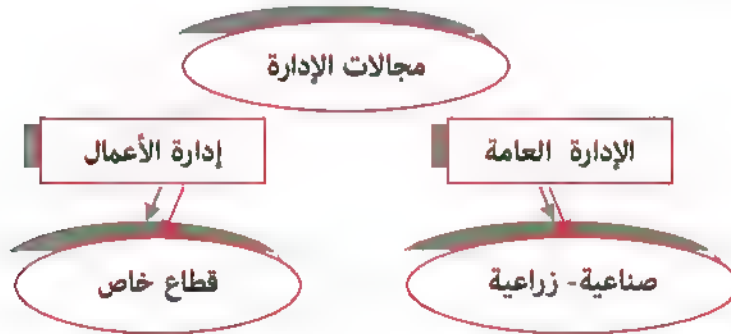 مجالات الإدارة
الإدارة العامة
إدارة الأعمال
صناعية - زراعية
قطاع خاص